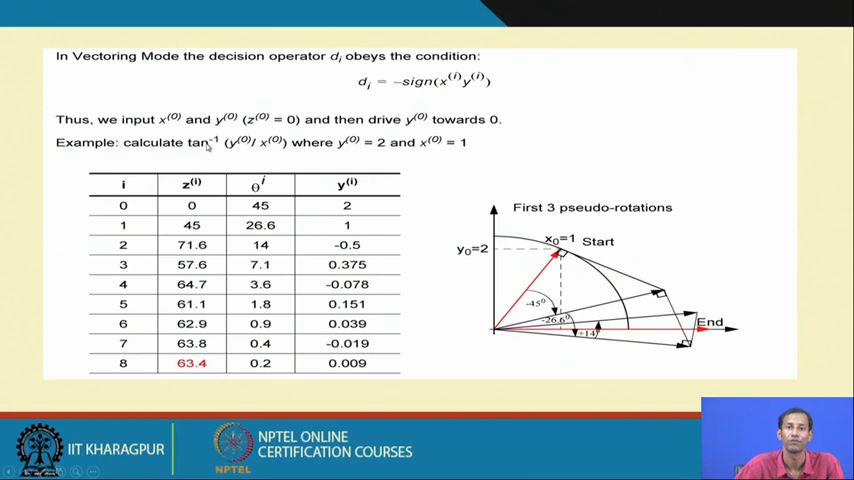 In Vectoring Mode the decision operator dᵢ obeys the condition:
dᵢ = −sign(x⁽ⁱ⁾y⁽ⁱ⁾)
Thus, we input x⁽⁰⁾ and y⁽⁰⁾ (z⁽⁰⁾ = 0) and then drive y⁽⁰⁾ towards 0.
Example: calculate tan⁻¹ (y⁽⁰⁾/ x⁽⁰⁾) where y⁽⁰⁾ = 2 and x⁽⁰⁾ = 1
i z⁽ⁱ⁾ θⁱ y⁽ⁱ⁾
0 0 45 2
1 45 26.6 1
2 71.6 14 -0.5
3 57.6 7.1 0.375
4 64.7 3.6 -0.078
5 61.1 1.8 0.151
6 62.9 0.9 0.039
7 63.8 0.4 -0.019
8 63.4 0.2 0.009
First 3 pseudo-rotations
x₀=1 Start
y₀=2
-45⁰
-26.6⁰
+14
End
IIT KHARAGPUR
NPTEL
NPTEL ONLINE
CERTIFICATION COURSES